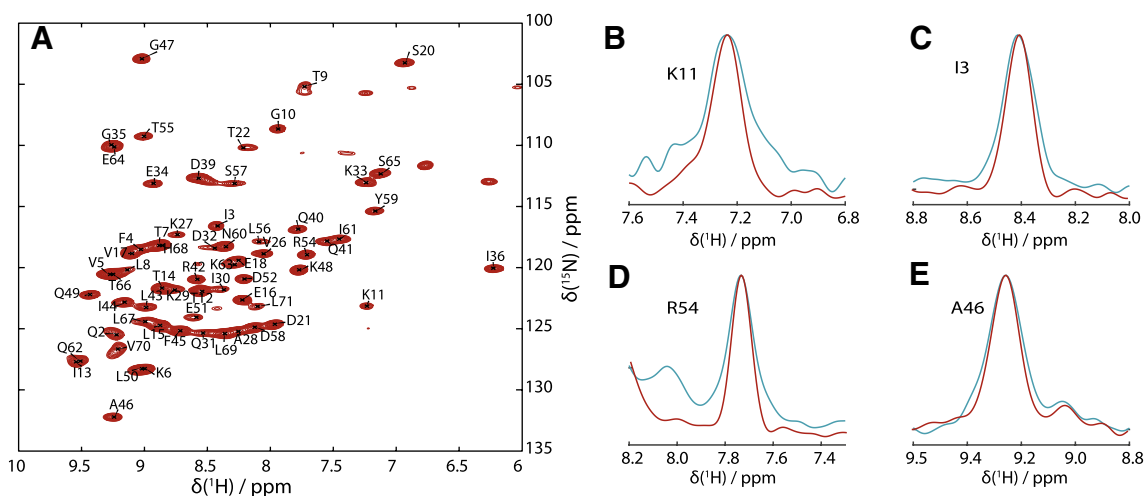 A
G47
S20
T9
G10
T55
G35
E64
T22
E34
D39
S57
S65
K33
Y59
Q40
I3
K27
L56
I61
F4
T7
D32
N60
V26
R54
Q41
V17
H68
V5
L8
K63
E18
K48
I36
T66
T14
R42
I30
D52
Q49
K29
T12
E16
K11
I44
L43
E51
L71
L67
D21
Q2
L15
F45
Q31
L69
A28
D58
V70
Q62
I13
L50
K6
A46
100
105
110
115
120
125
130
135
δ(¹⁵N) / ppm
10 9.5 9 8.5 8 7.5 7 6.5 6
δ(¹H) / ppm
B
K11
7.6 7.4 7.2 7.0 6.8
δ(¹H) / ppm
C
I3
8.8 8.6 8.4 8.2 8.0
δ(¹H) / ppm
D
R54
8.2 8.0 7.8 7.6 7.4
δ(¹H) / ppm
E
A46
9.5 9.4 9.2 9.0 8.8
δ(¹H) / ppm